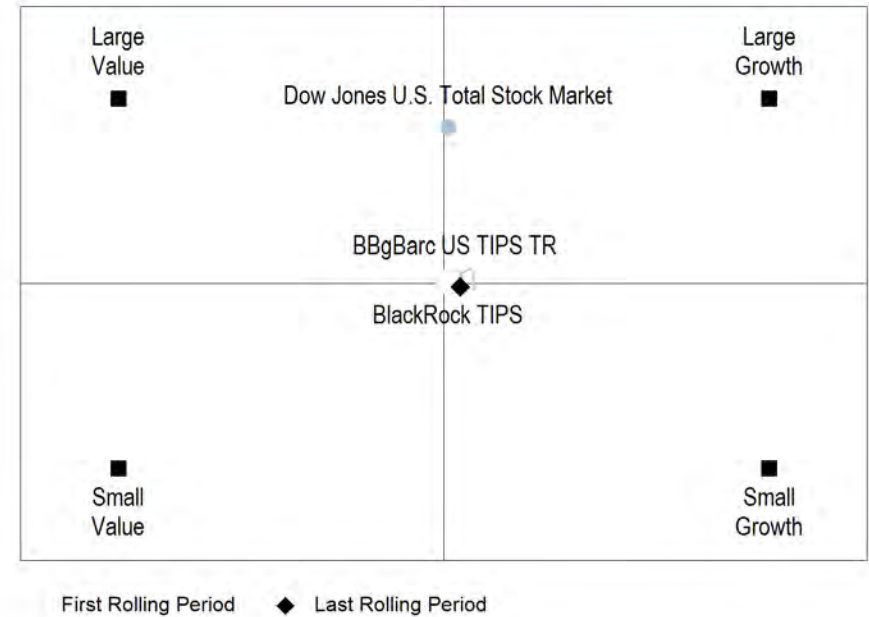 Large
Value
Large
Growth
Dow Jones U.S. Total Stock Market
BBgBarc US TIPS TR
BlackRock TIPS
Small
Value
Small
Growth
First Rolling Period
Last Rolling Period